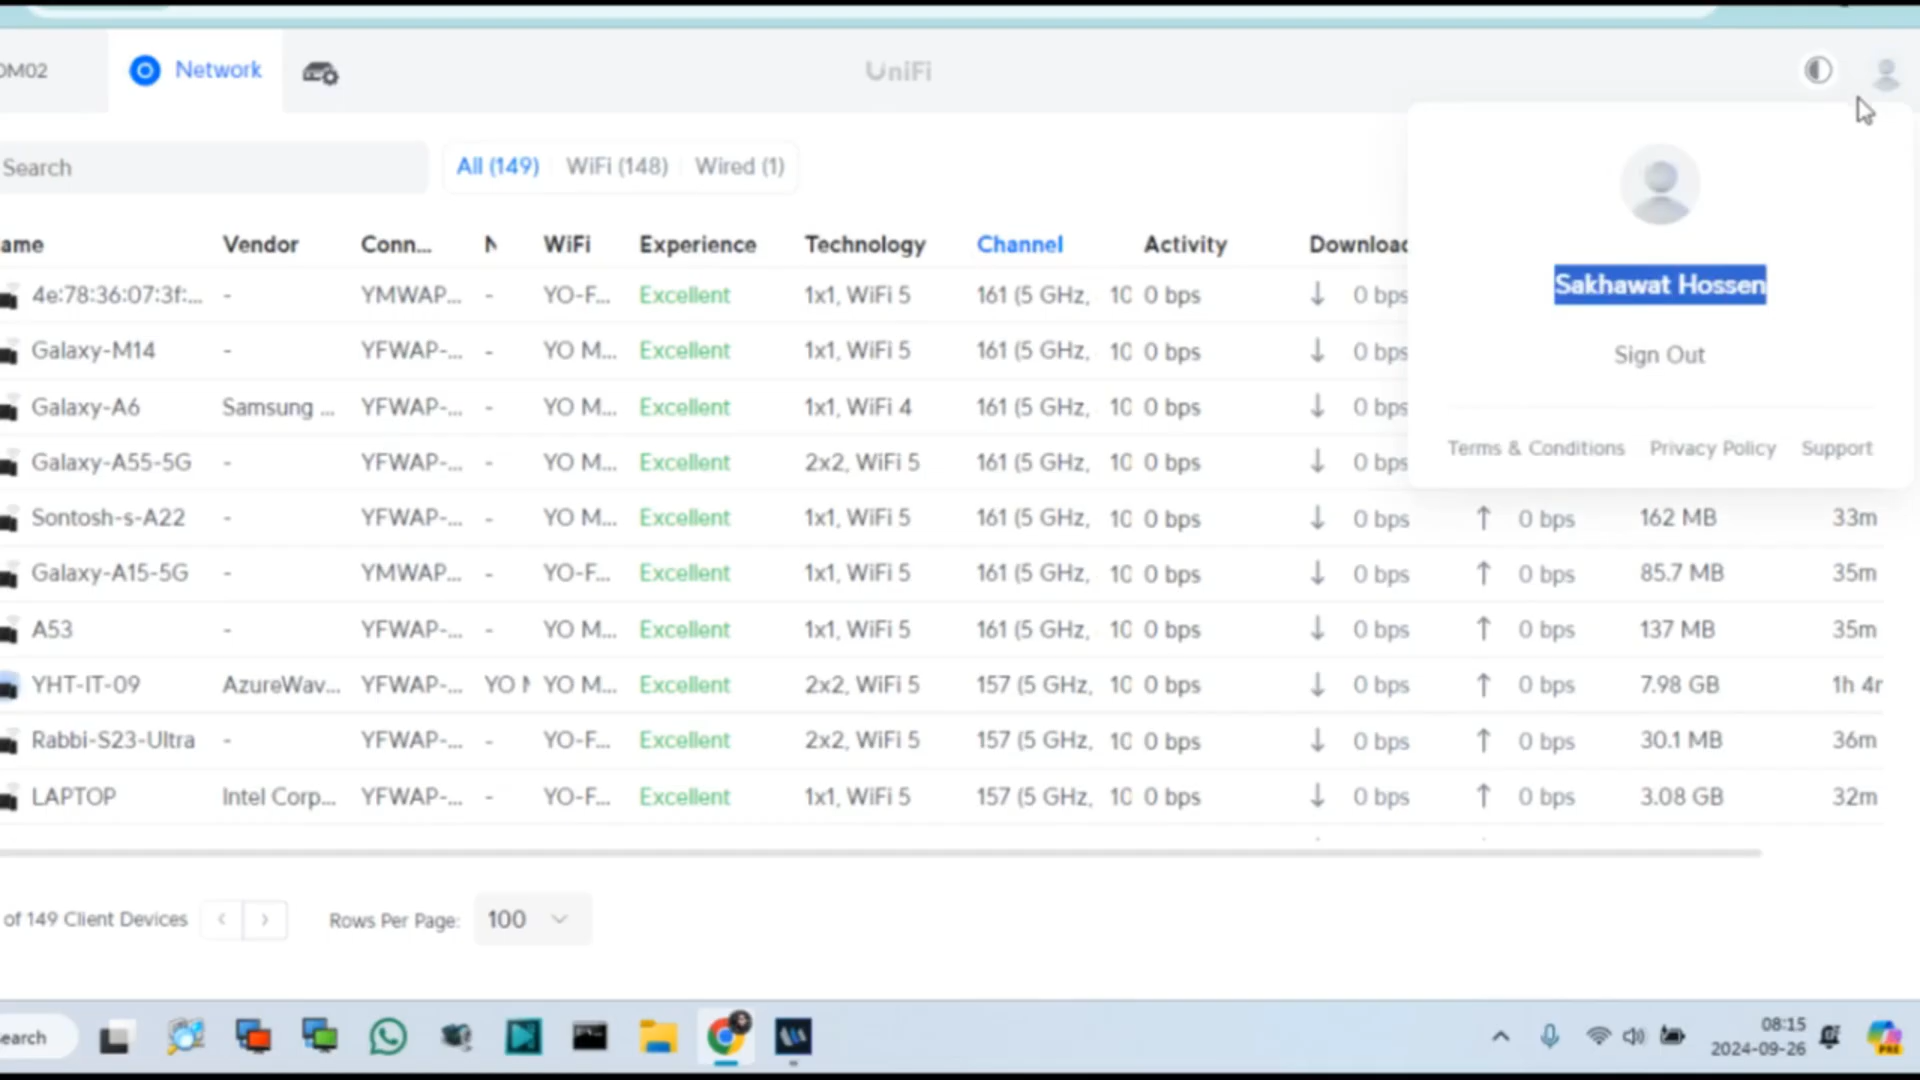 DM02 Network UniFi
Search All (149) WiFi (148) Wired (1)
ame Vendor Conn... N WiFi Experience Technology Channel Activity Download
4e:78:36:07:3f:... - YMWAP... - YO-F... Excellent 1x1, WiFi 5 161 (5 GHz, 10 0 bps ↓ 0 bps
Galaxy-M14 - YFWAP-... - YO M... Excellent 1x1, WiFi 5 161 (5 GHz, 10 0 bps ↓ 0 bps
Galaxy-A6 Samsung ... YFWAP-... - YO M... Excellent 1x1, WiFi 4 161 (5 GHz, 10 0 bps ↓ 0 bps
Galaxy-A55-5G - YFWAP-... - YO M... Excellent 2x2, WiFi 5 161 (5 GHz, 10 0 bps ↓ 0 bps
Sontosh-s-A22 - YFWAP-... - YO M... Excellent 1x1, WiFi 5 161 (5 GHz, 10 0 bps ↓ 0 bps ↑ 0 bps 162 MB 33m
Galaxy-A15-5G - YMWAP... - YO-F... Excellent 1x1, WiFi 5 161 (5 GHz, 10 0 bps ↓ 0 bps ↑ 0 bps 85.7 MB 35m
A53 - YFWAP-... - YO M... Excellent 1x1, WiFi 5 161 (5 GHz, 10 0 bps ↓ 0 bps ↑ 0 bps 137 MB 35m
YHT-IT-09 AzureWav... YFWAP-... YO M YO M... Excellent 2x2, WiFi 5 157 (5 GHz, 10 0 bps ↓ 0 bps ↑ 0 bps 7.98 GB 1h 4m
Rabbi-S23-Ultra - YFWAP-... - YO-F... Excellent 2x2, WiFi 5 157 (5 GHz, 10 0 bps ↓ 0 bps ↑ 0 bps 30.1 MB 36m
LAPTOP Intel Corp... YFWAP-... - YO-F... Excellent 1x1, WiFi 5 157 (5 GHz, 10 0 bps ↓ 0 bps ↑ 0 bps 3.08 GB 32m
Sakhawat Hossen
Sign Out
Terms & Conditions Privacy Policy Support
of 149 Client Devices Rows Per Page: 100
earch
08:15
2024-09-26
PRE